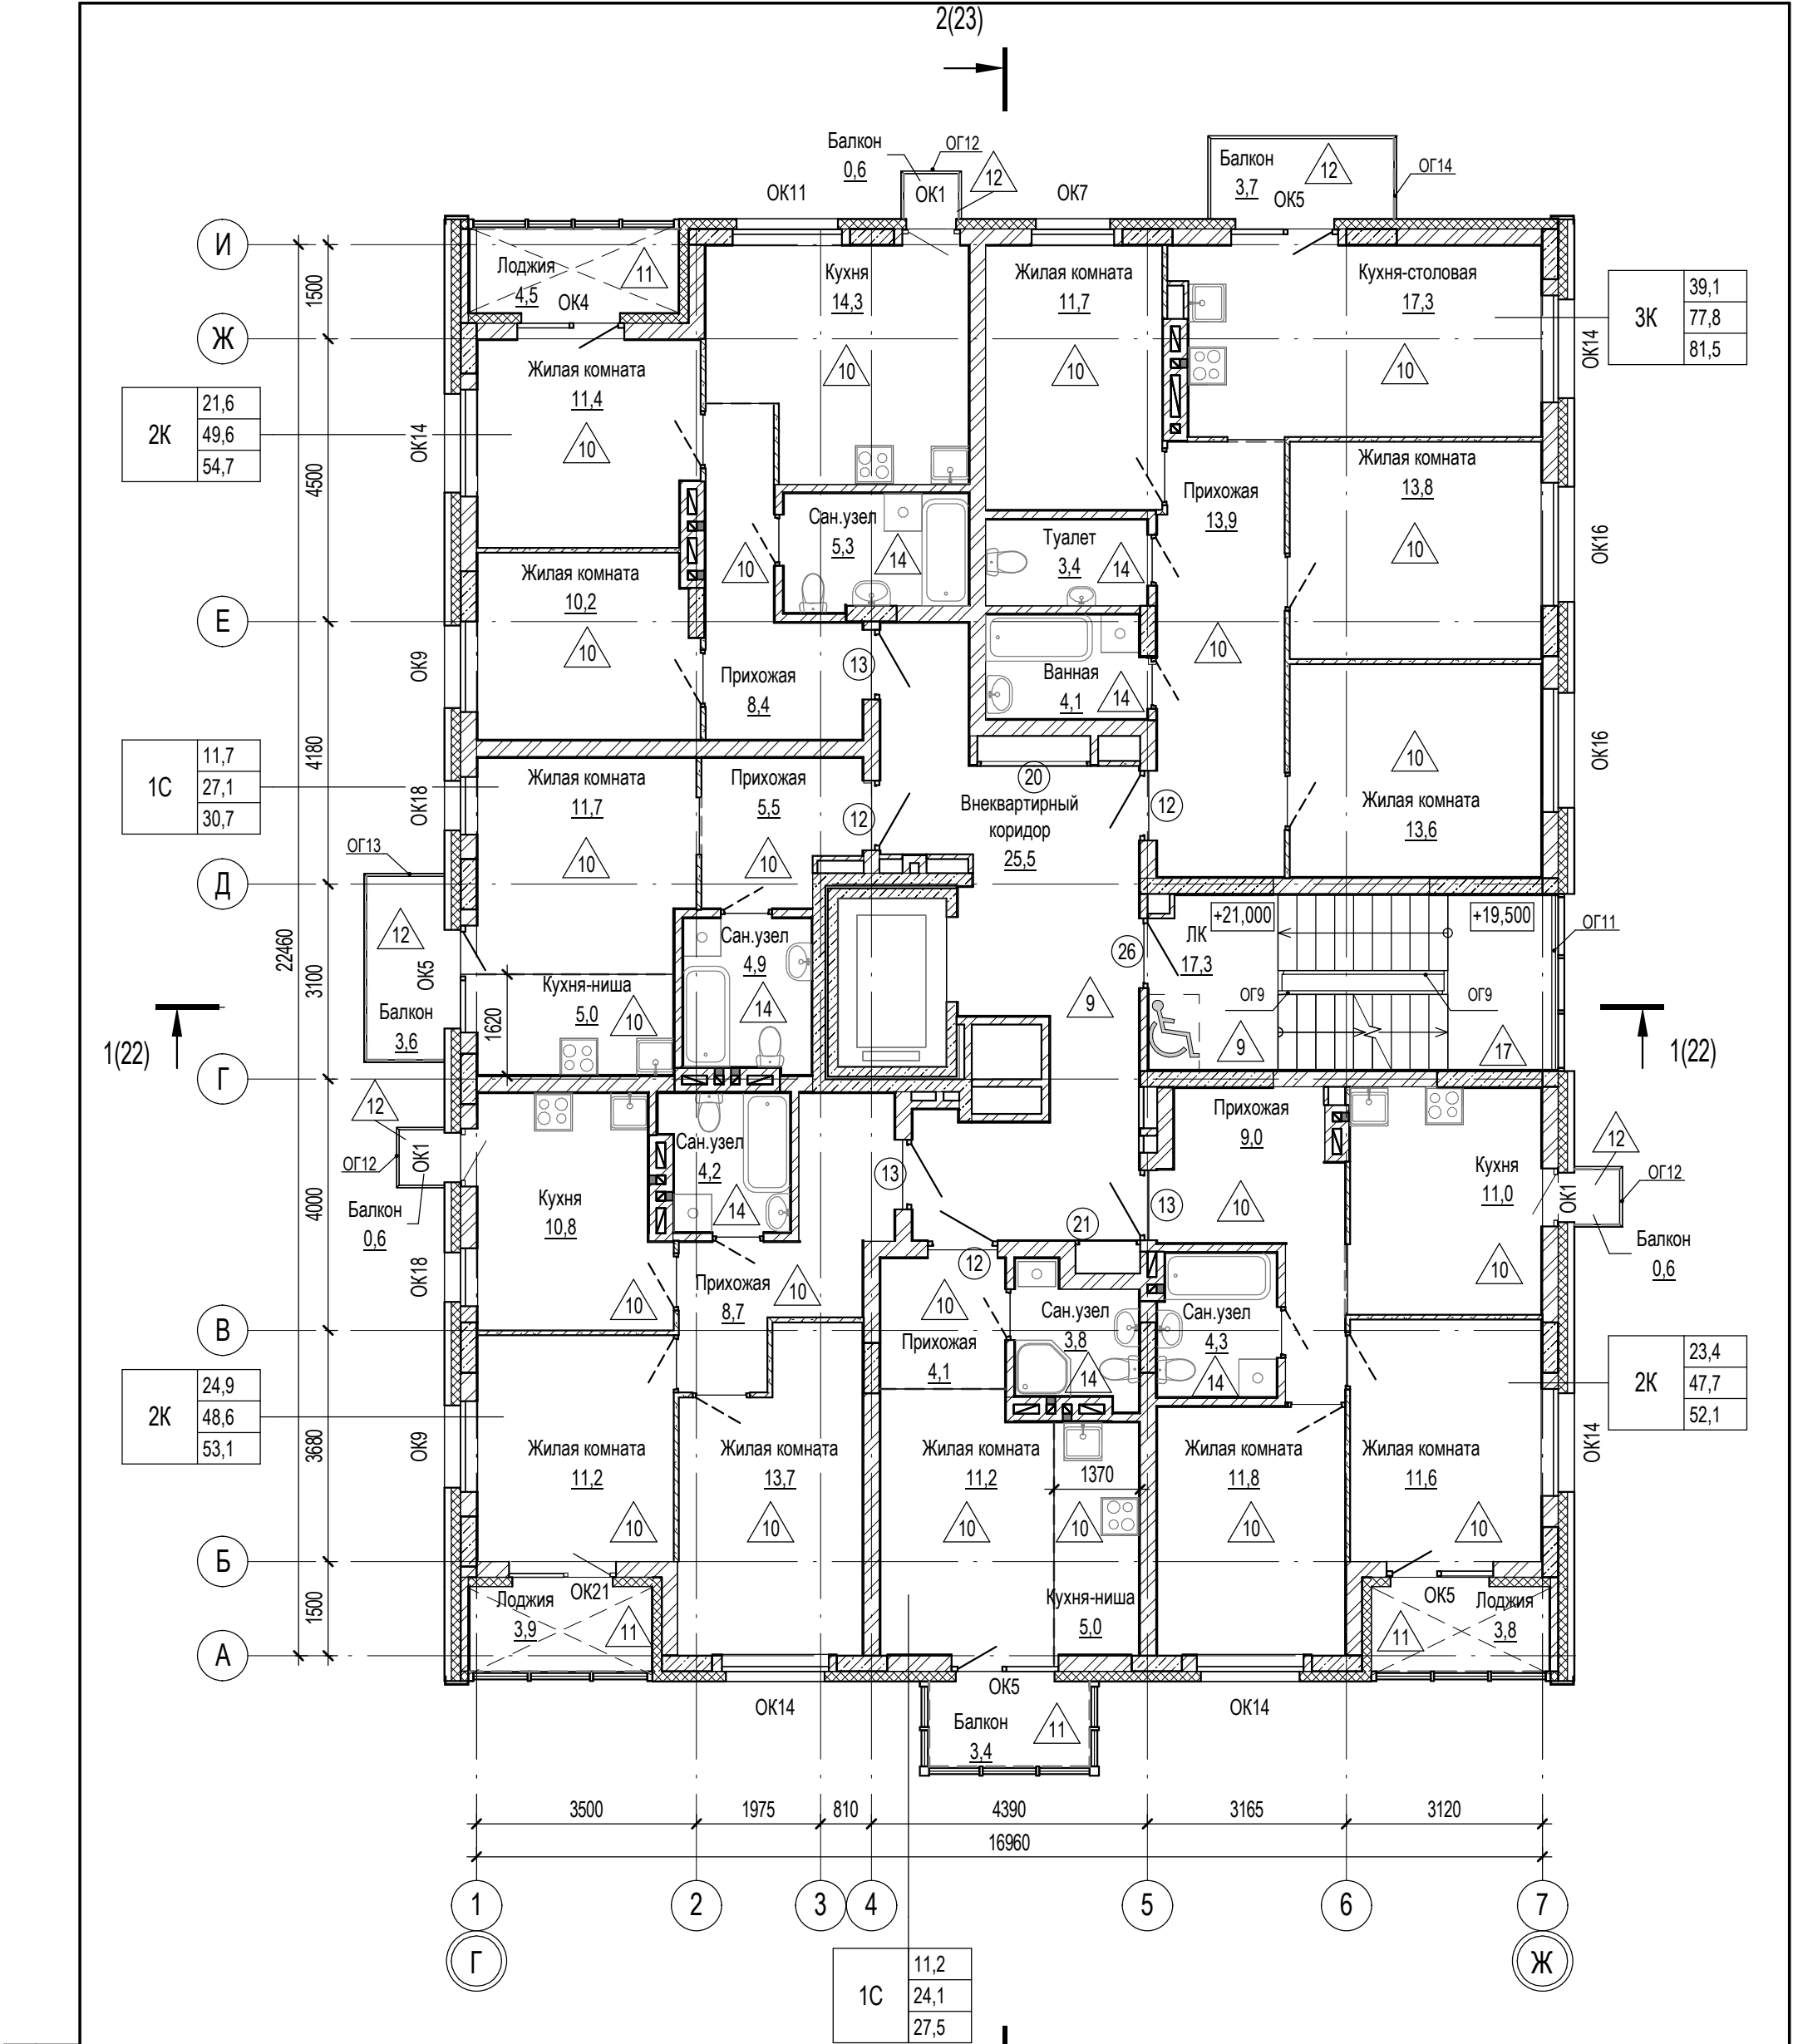 2(23)
Балкон
0,6
ОГ12
12
ОК11
ОК1
ОК7
Балкон
3,7
12
ОГ14
ОК5
И
Лоджия
4,5
11
ОК4
Кухня
14,3
10
Жилая комната
11,7
10
Кухня-столовая
17,3
10
ОК14
3К
39,1
77,8
81,5
1500
Ж
Жилая комната
11,4
10
ОК14
2К
21,6
49,6
54,7
4500
Жилая комната
13,8
10
ОК16
Прихожая
13,9
10
Сан.узел
5,3
14
10
Туалет
3,4
14
Жилая комната
10,2
10
ОК9
Е
Прихожая
8,4
13
Ванная
4,1
14
4180
10
Жилая комната
13,6
ОК16
1С
11,7
27,1
30,7
Жилая комната
11,7
10
ОК18
Прихожая
5,5
10
12
20
Внеквартирный
коридор
25,5
12
ОГ13
Д
12
ОК5
Балкон
3,6
22460
3100
Сан.узел
4,9
14
26
ЛК
17,3
+21,000
+19,500
ОГ11
ОГ9
ОГ9
9
9
17
Кухня-ниша
5,0
10
1620
1(22)
1(22)
Г
12
ОГ12
ОК1
Балкон
0,6
4000
Кухня
10,8
10
ОК18
Сан.узел
4,2
14
13
Прихожая
9,0
10
13
Кухня
11,0
10
12
ОК1
ОГ12
Балкон
0,6
21
12
Прихожая
8,7
10
10
Прихожая
4,1
Сан.узел
3,8
14
Сан.узел
4,3
14
В
2К
24,9
48,6
53,1
2К
23,4
47,7
52,1
3680
ОК9
Жилая комната
11,2
10
Жилая комната
13,7
10
Жилая комната
11,2
10
1370
10
Жилая комната
11,8
10
Жилая комната
11,6
10
ОК14
Б
1500
Лоджия
3,9
11
ОК21
Кухня-ниша
5,0
ОК5
Лоджия
3,8
11
А
ОК14
ОК5
ОК14
Балкон
3,4
11
3500
1975
810
4390
3165
3120
16960
1
2
3
4
5
6
7
Г
Ж
1С
11,2
24,1
27,5